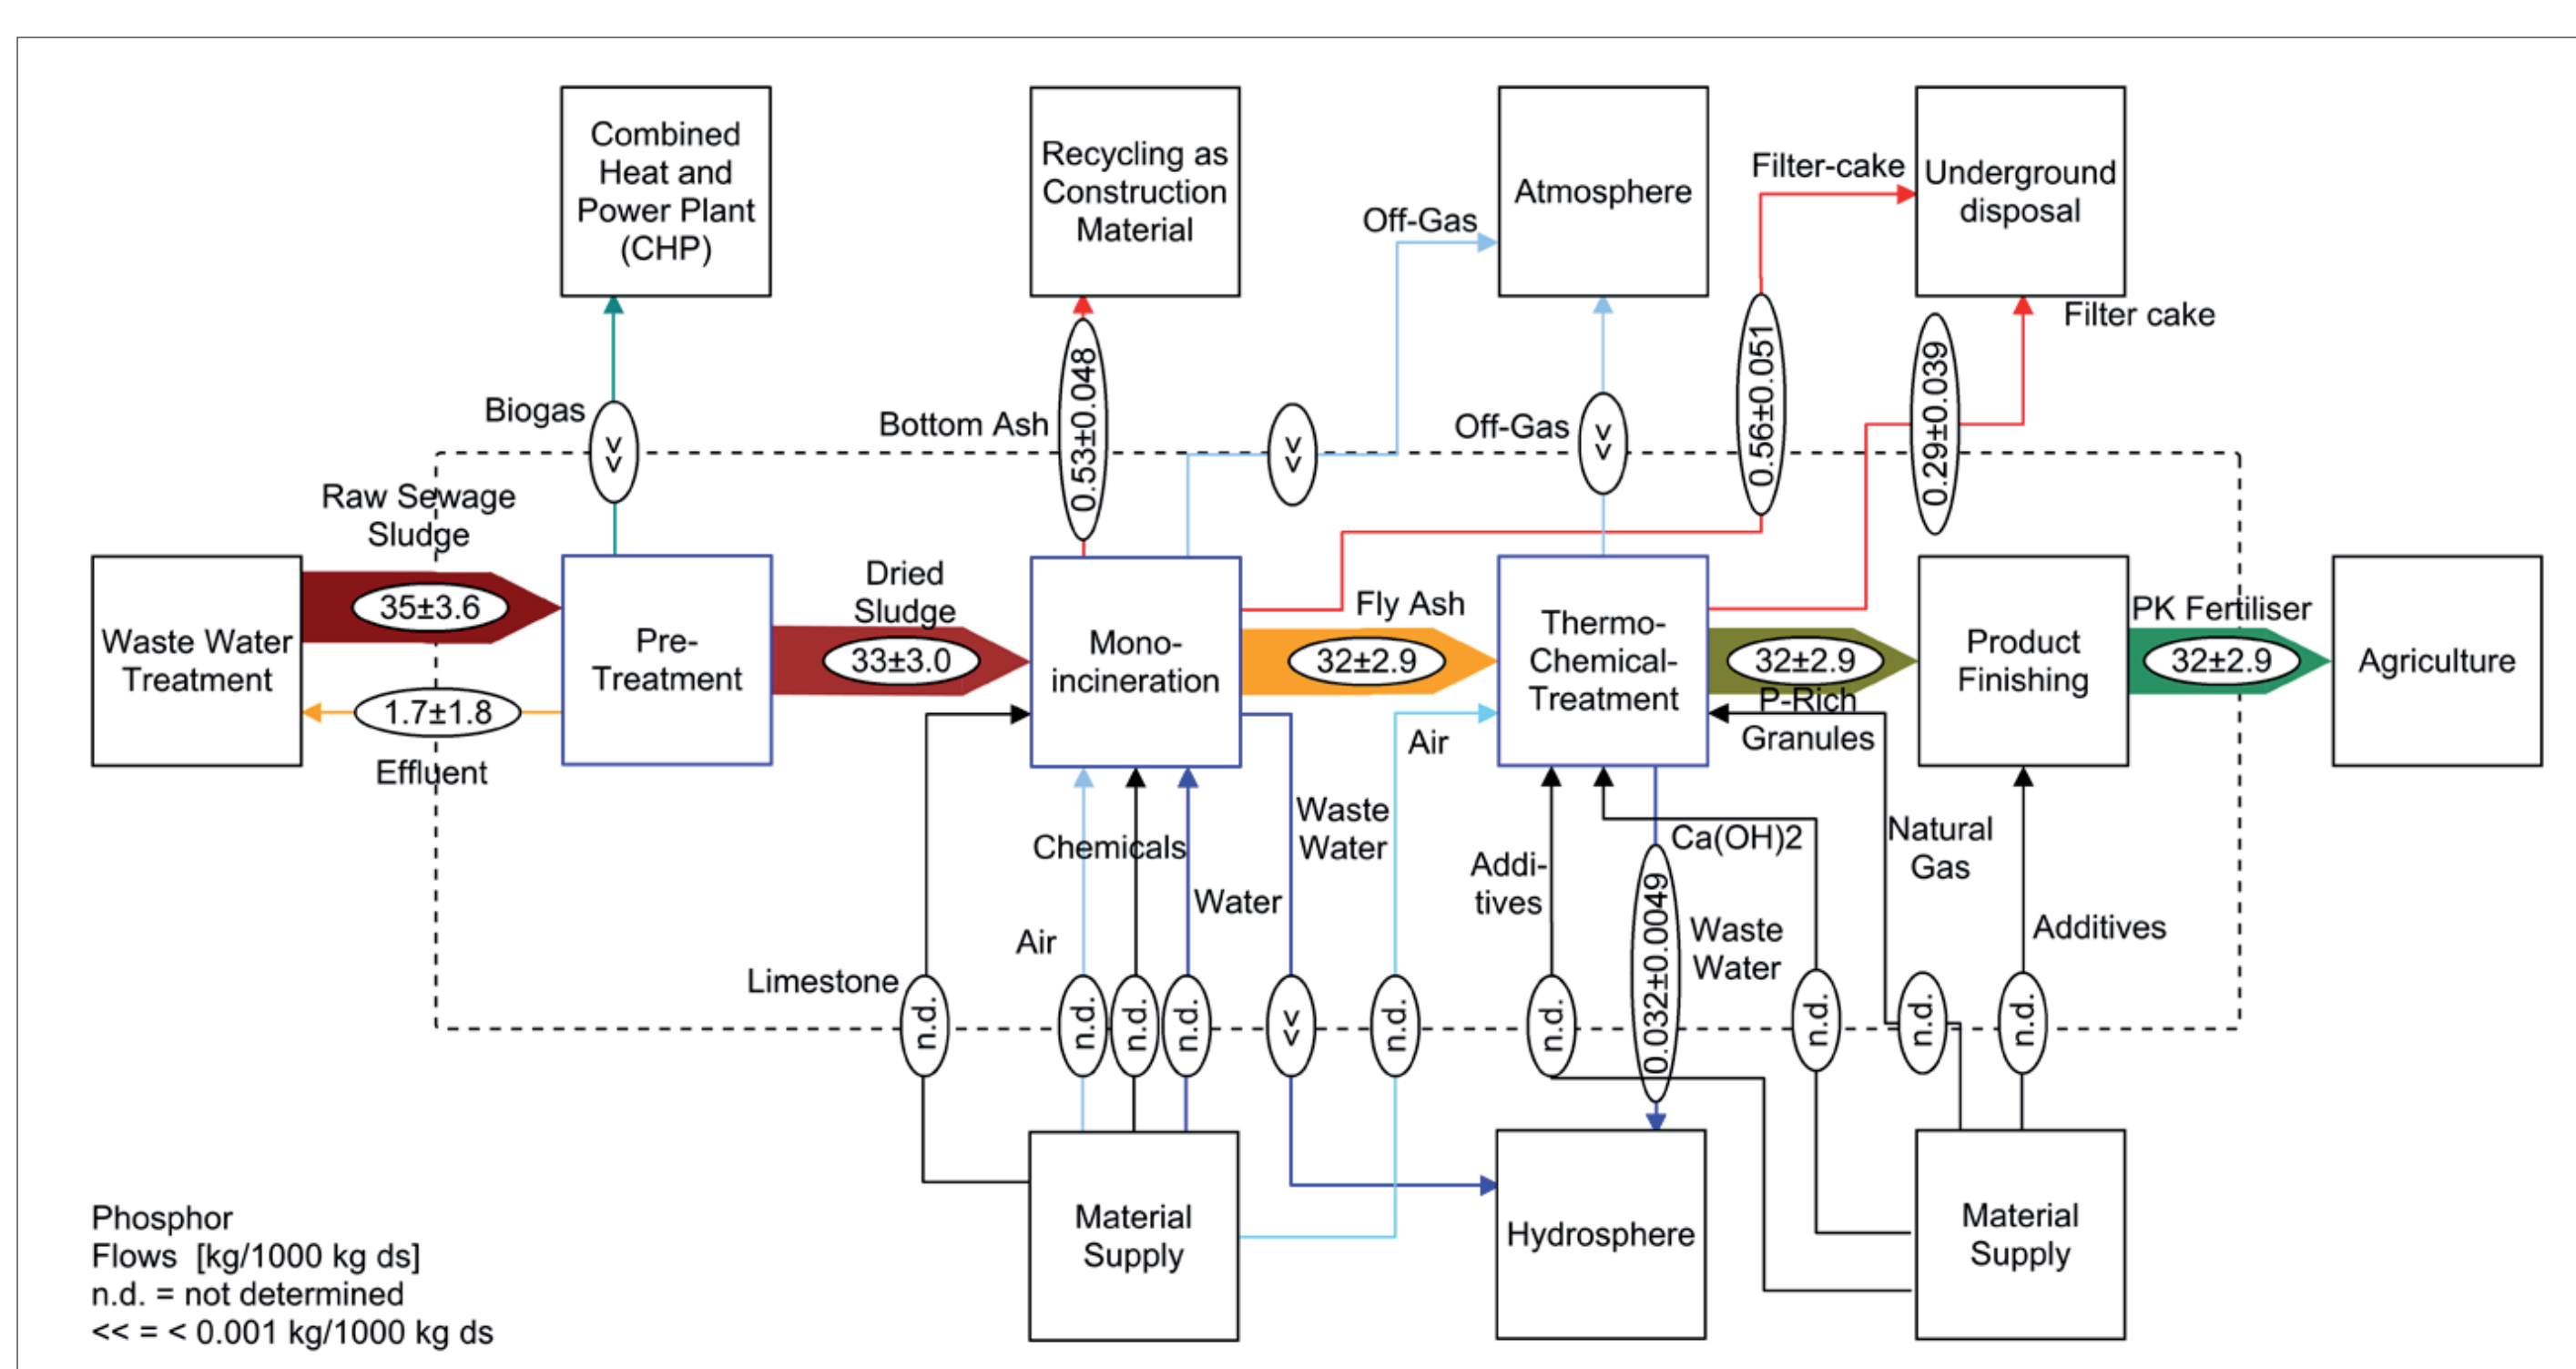 Combined
Heat and
Power Plant
(CHP)
Recycling as
Construction
Material
Atmosphere
Underground
disposal
Filter-cake
Off-Gas
Filter cake
Biogas
<<
Bottom Ash
0.53±0.048
<<
Off-Gas
<<
0.56±0.051
0.29±0.039
Raw Sewage
Sludge
35±3.6
Waste Water
Treatment
1.7±1.8
Effluent
Pre-
Treatment
Dried
Sludge
33±3.0
Mono-
incineration
Fly Ash
32±2.9
Thermo-
Chemical-
Treatment
32±2.9
P-Rich
Granules
Product
Finishing
PK Fertiliser
32±2.9
Agriculture
Air
Chemicals
Waste
Water
Water
Air
Limestone
Addi-
tives
Ca(OH)2
0.032±0.0049
Waste
Water
Natural
Gas
Additives
n.d.
n.d.
n.d.
n.d.
<<
n.d.
n.d.
n.d.
n.d.
n.d.
Material
Supply
Hydrosphere
Material
Supply
Phosphor
Flows [kg/1000 kg ds]
n.d. = not determined
<< = < 0.001 kg/1000 kg ds